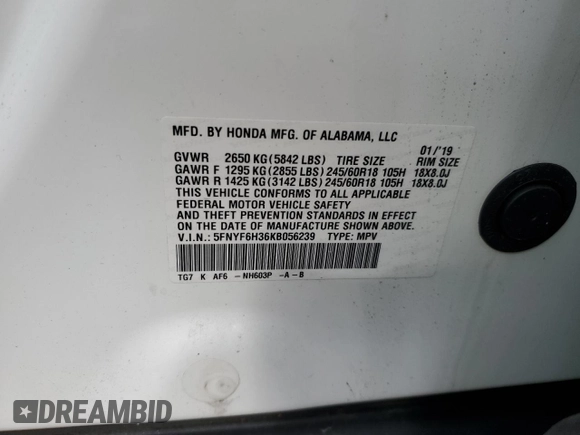 MFD. BY HONDA MFG. OF ALABAMA, LLC
GVWR 2650 KG (5842 LBS) TIRE SIZE 01/'19 RIM SIZE
GAWR F 1295 KG (2855 LBS) 245/60R18 105H 18X8.0J
GAWR R 1425 KG (3142 LBS) 245/60R18 105H 18X8.0J
THIS VEHICLE CONFORMS TO ALL APPLICABLE
FEDERAL MOTOR VEHICLE SAFETY
AND THEFT PREVENTION STANDARDS IN EFFECT
ON THE DATE OF MANUFACTURE SHOWN ABOVE.
V.I.N.: 5FNYF6H36KB056239 TYPE: MPV
TG7 K AF6 -NH603P -A-B
DREAMBID